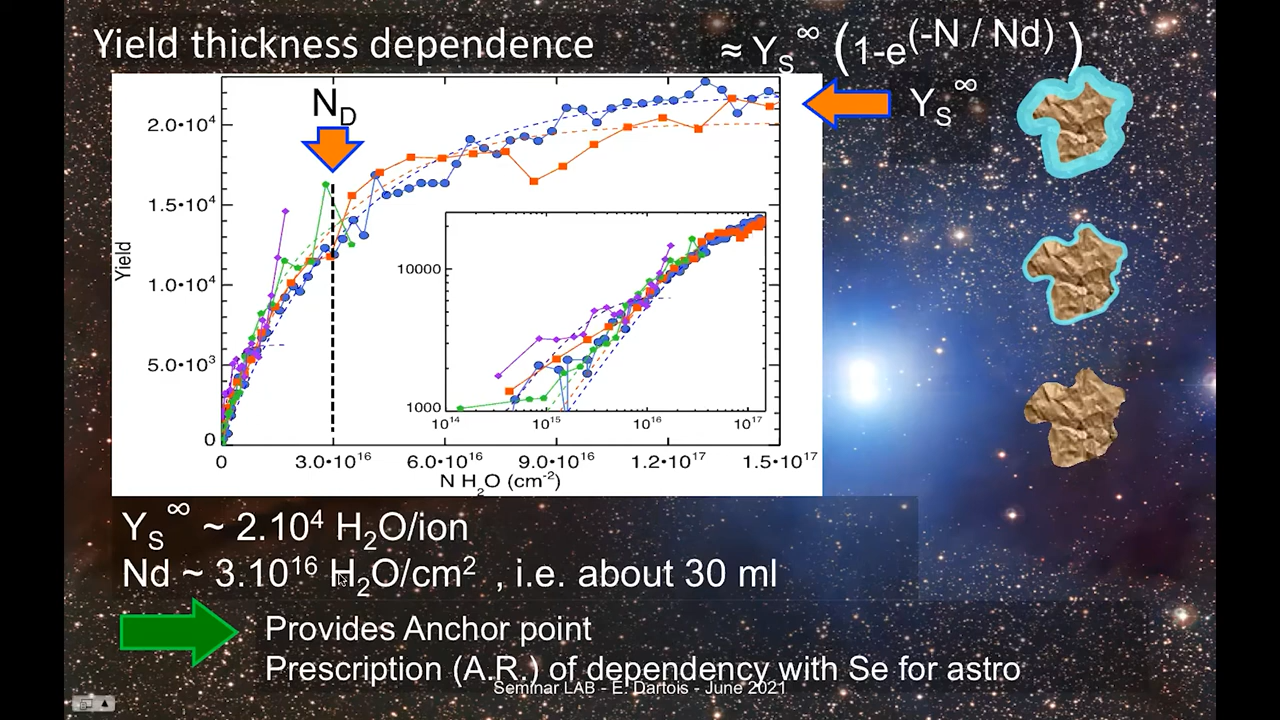 Yield thickness dependence
≈ Y_S^∞ (1-e^(-N / Nd))
N_D
Y_S^∞
2.0•10⁴
1.5•10⁴
1.0•10⁴
5.0•10³
0
Yield
10000
1000
10¹⁴ 10¹⁵ 10¹⁶ 10¹⁷
0 3.0•10¹⁶ 6.0•10¹⁶ 9.0•10¹⁶ 1.2•10¹⁷ 1.5•10¹⁷
N H₂O (cm⁻²)
Y_S^∞ ~ 2.10⁴ H₂O/ion
Nd ~ 3.10¹⁶ H₂O/cm² , i.e. about 30 ml
Provides Anchor point
Prescription (A.R.) of dependency with Se for astro
Seminar LAB - E. Dartois - June 2021